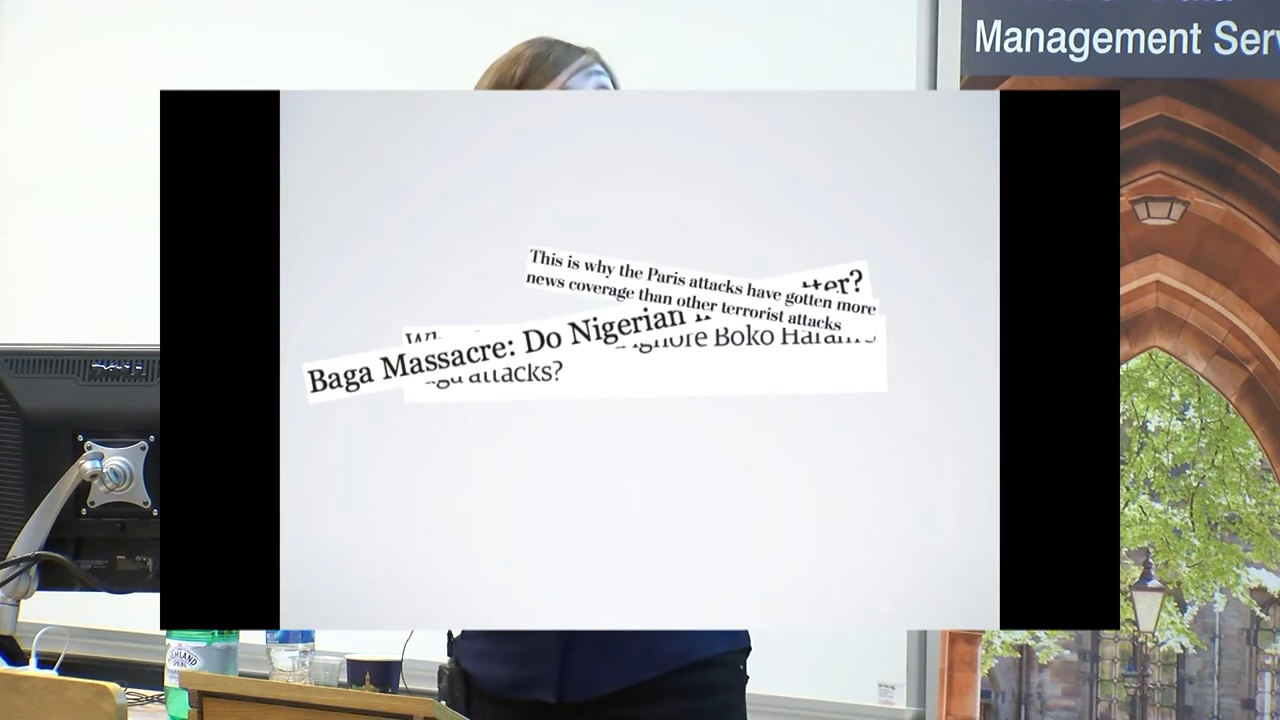 Management Serv
This is why the Paris attacks have gotten more
news coverage than other terrorist attacks
Baga Massacre: Do Nigerian
Boko Haram's
attacks?
HIGHLAND